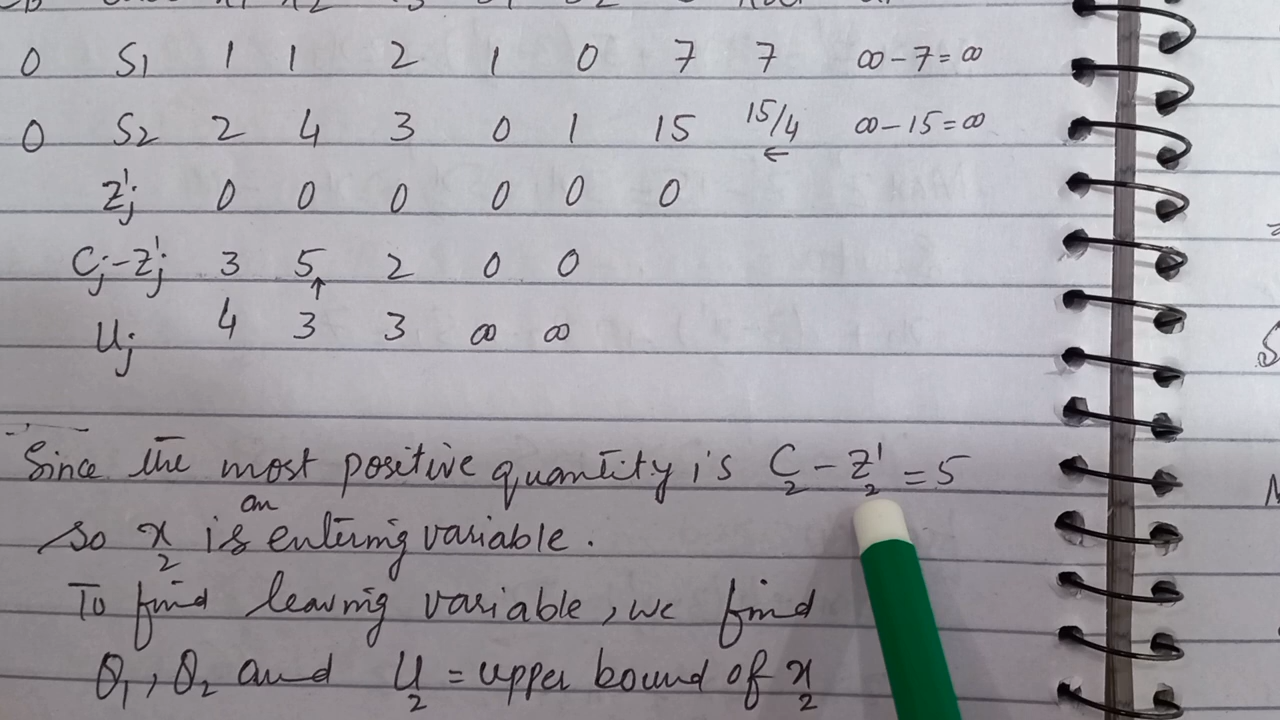 0 S1 1 1 2 1 0 7 7 ∞-7=∞
0 S2 2 4 3 0 1 15 15/4 ∞-15=∞
←
Z'j 0 0 0 0 0 0
Cj-Z'j 3 5 2 0 0
↑
Uj 4 3 3 ∞ ∞
Since the most positive quantity is C2-Z'2=5
so x2 is an entering variable.
To find leaving variable, we find
θ1, θ2 and U2 = upper bound of x2